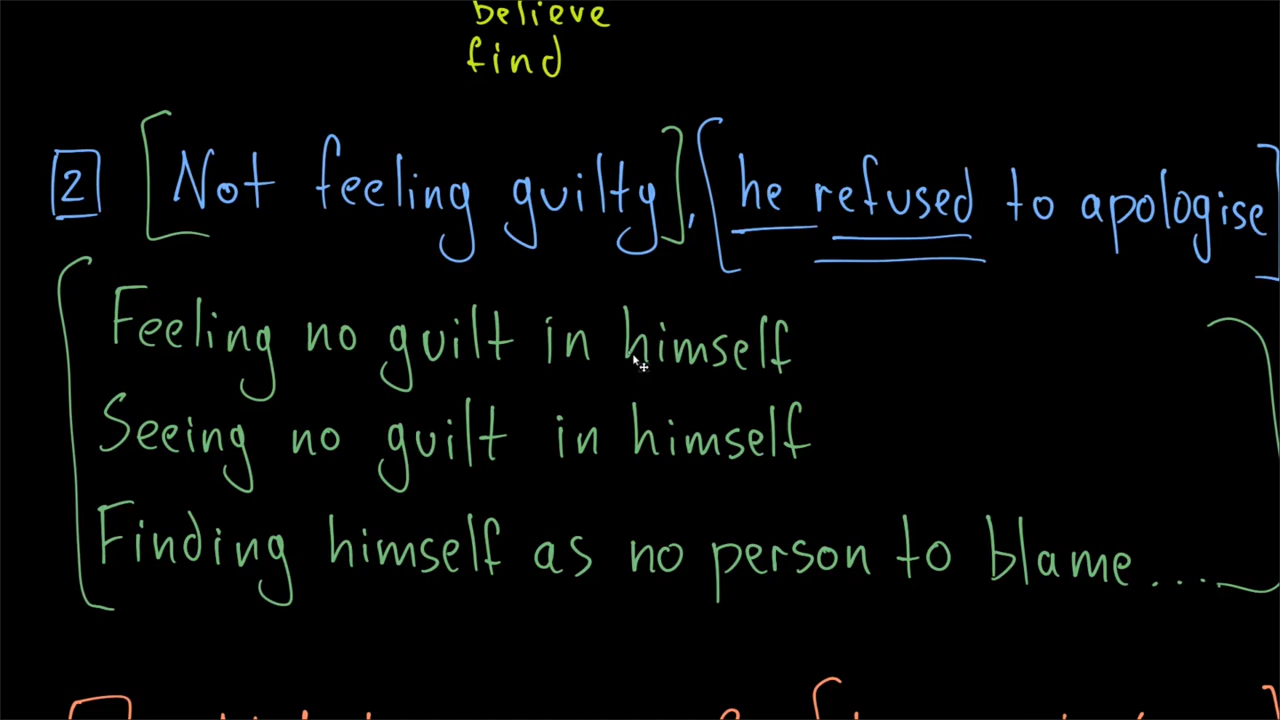 believe
find
2 [Not feeling guilty], [he refused to apologise]
Feeling no guilt in himself
Seeing no guilt in himself
Finding himself as no person to blame....